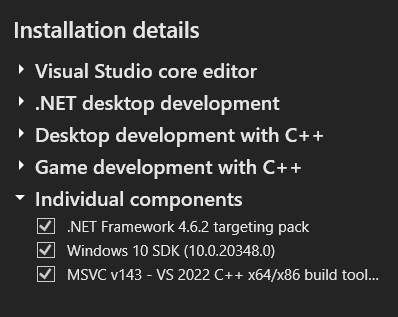 Installation details
Visual Studio core editor
.NET desktop development
Desktop development with C++
Game development with C++
Individual components
.NET Framework 4.6.2 targeting pack
Windows 10 SDK (10.0.20348.0)
MSVC v143 - VS 2022 C++ x64/x86 build tool...